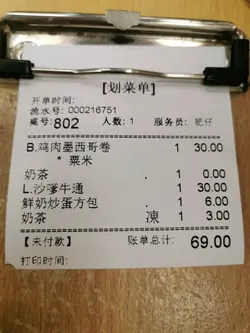 [划菜单]
开单时间:
流水号: 000216751
桌号: 802 人数: 1 服务员: 肥仔
B.鸡肉墨西哥卷 1 30.00
* 粟米
奶茶 1 0.00
L.沙嗲牛通 1 30.00
鲜奶炒蛋方包 1 6.00
奶茶 凍 1 3.00
【未付款】 账单总计: 69.00
打印时间: